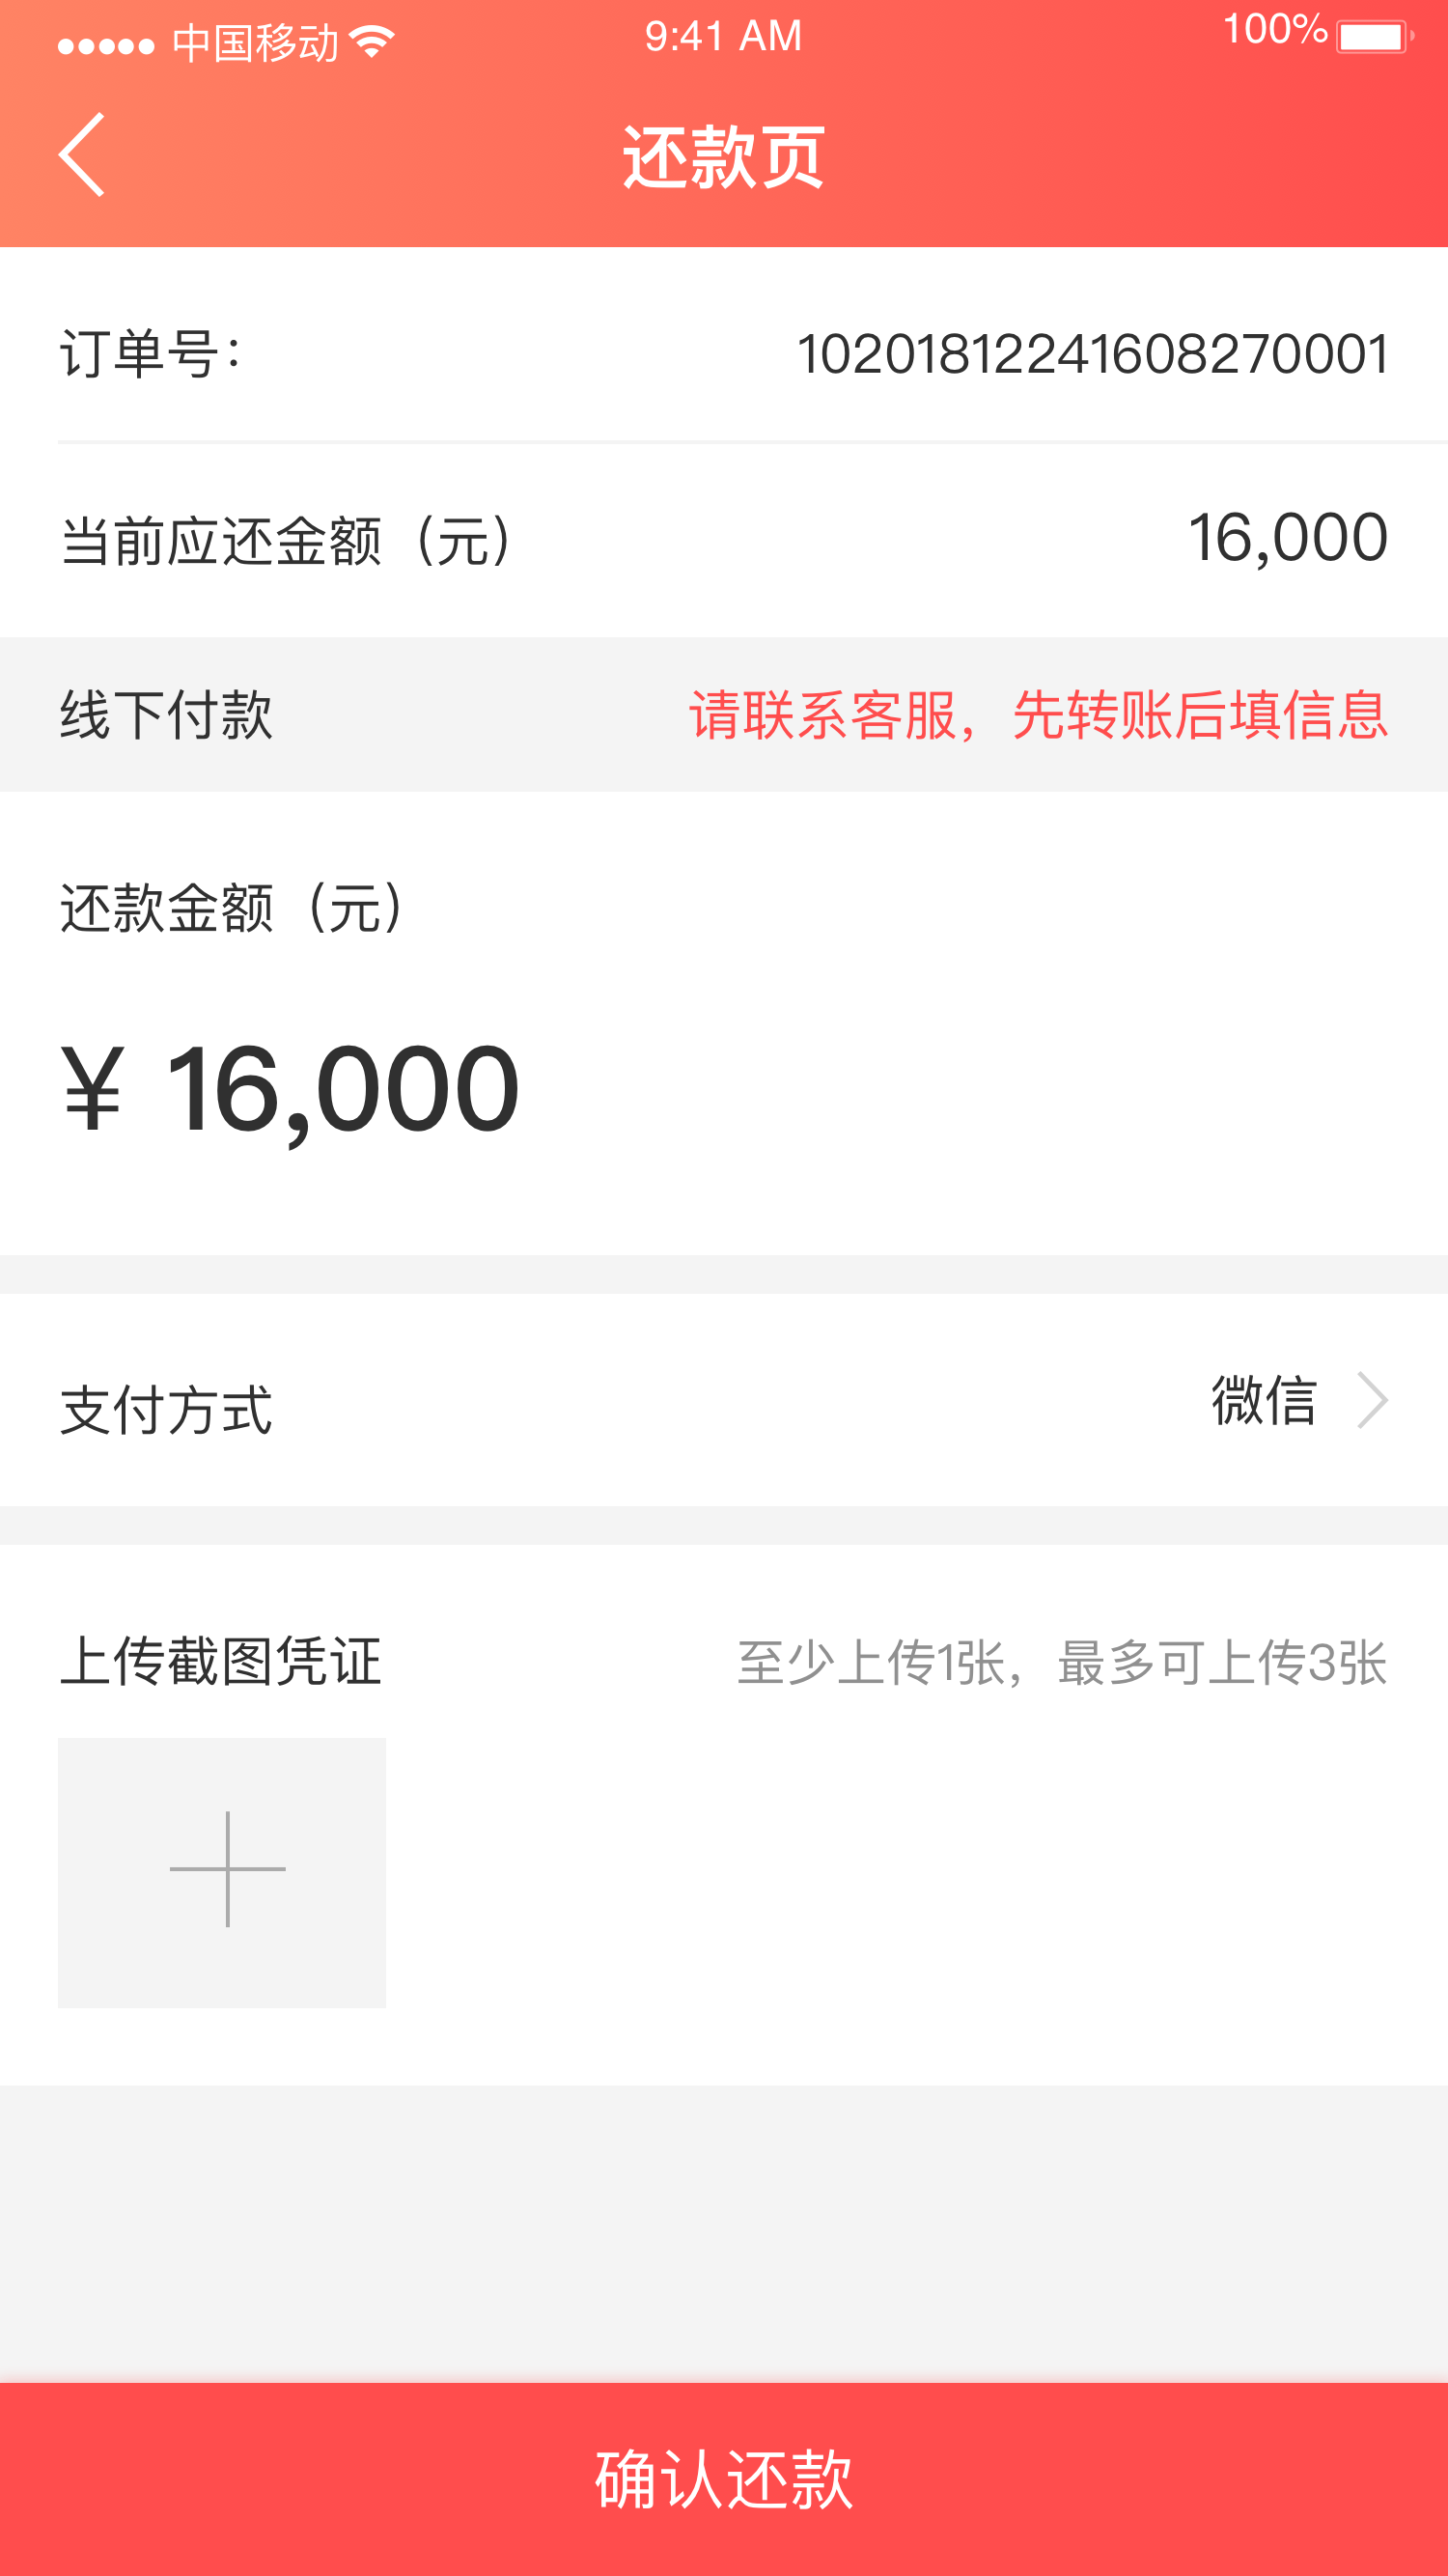 中国移动 9:41 AM 100%
还款页
订单号： 10201812241608270001
当前应还金额（元） 16,000
线下付款 请联系客服，先转账后填信息
还款金额（元）
¥ 16,000
支付方式 微信
上传截图凭证 至少上传1张，最多可上传3张
确认还款